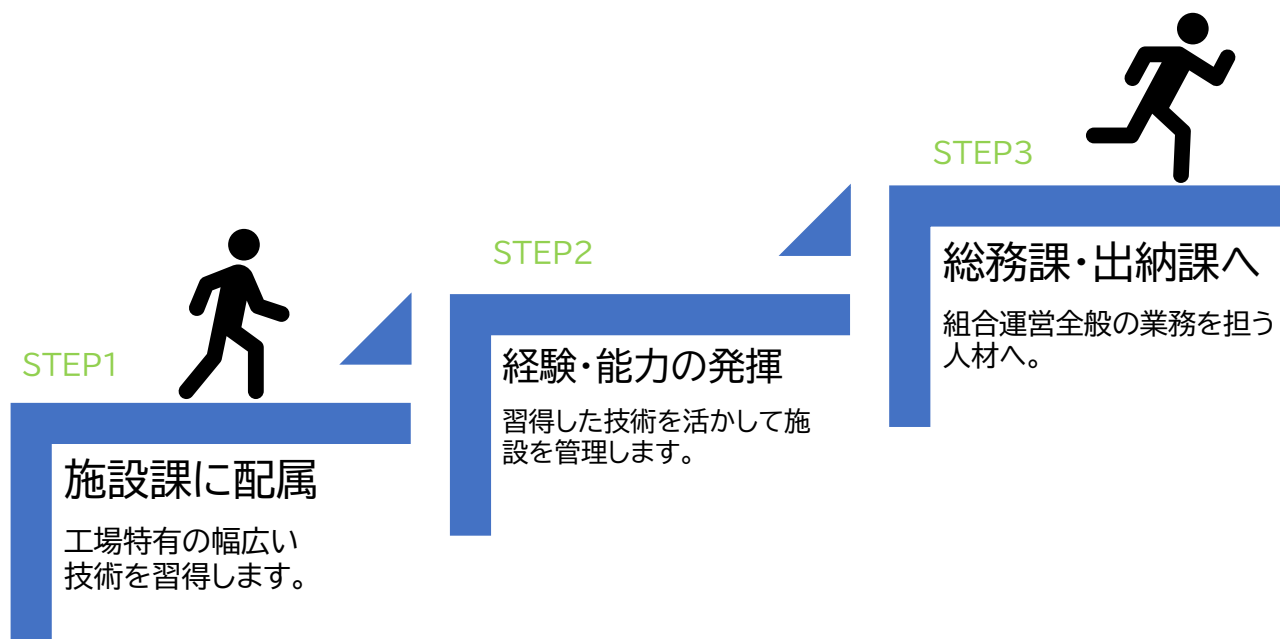 STEP1
施設課に配属
工場特有の幅広い
技術を習得します。
STEP2
経験・能力の発揮
習得した技術を活かして施
設を管理します。
STEP3
総務課・出納課へ
組合運営全般の業務を担う
人材へ。